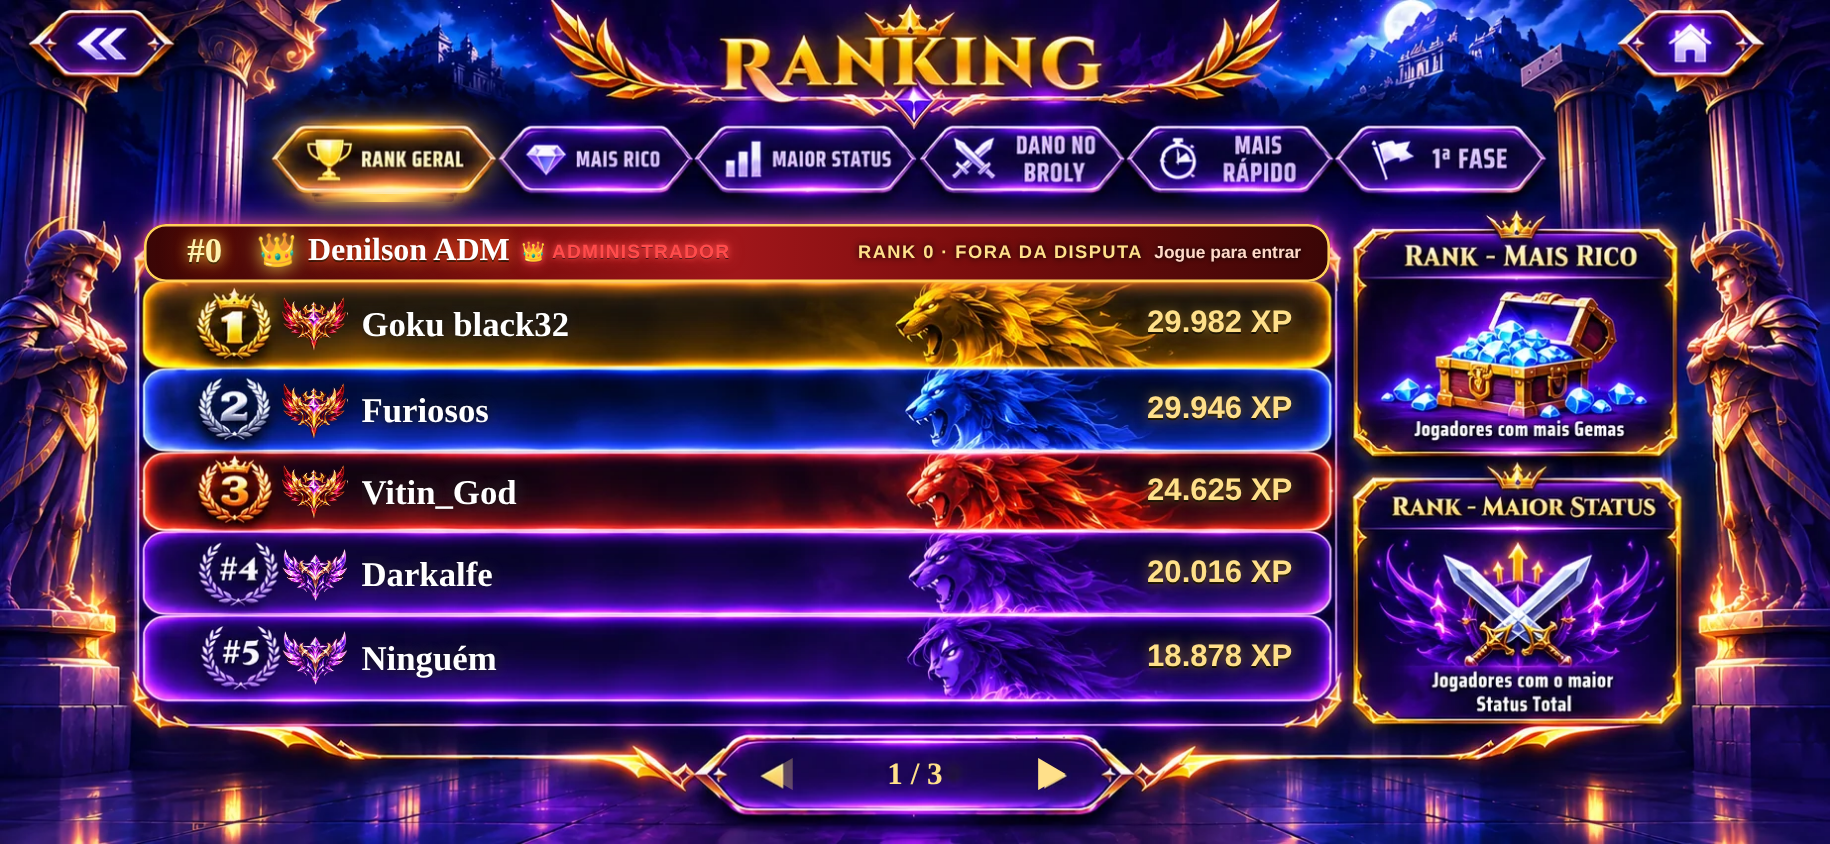 RANKING
RANK GERAL
MAIS RICO
MAIOR STATUS
DANO NO
BROLY
MAIS
RÁPIDO
1ª FASE
#0 Denilson ADM ADMINISTRADOR RANK 0 · FORA DA DISPUTA Jogue para entrar
1 Goku black32 29.982 XP
2 Furiosos 29.946 XP
3 Vitin_God 24.625 XP
#4 Darkalfe 20.016 XP
#5 Ninguém 18.878 XP
1 / 3
RANK - MAIS RICO
Jogadores com mais Gemas
RANK - MAIOR STATUS
Jogadores com o maior
Status Total